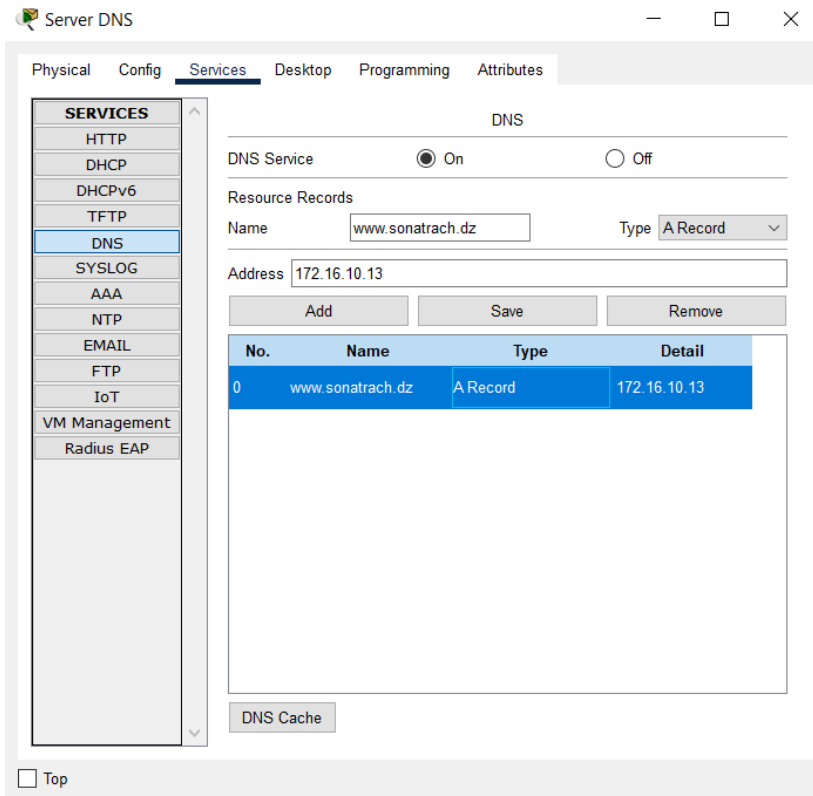 Server DNS
Physical Config Services Desktop Programming Attributes
SERVICES
HTTP
DHCP
DHCPv6
TFTP
DNS
SYSLOG
AAA
NTP
EMAIL
FTP
IoT
VM Management
Radius EAP
DNS
DNS Service On Off
Resource Records
Name www.sonatrach.dz Type A Record
Address 172.16.10.13
Add Save Remove
No. Name Type Detail
0 www.sonatrach.dz A Record 172.16.10.13
DNS Cache
Top